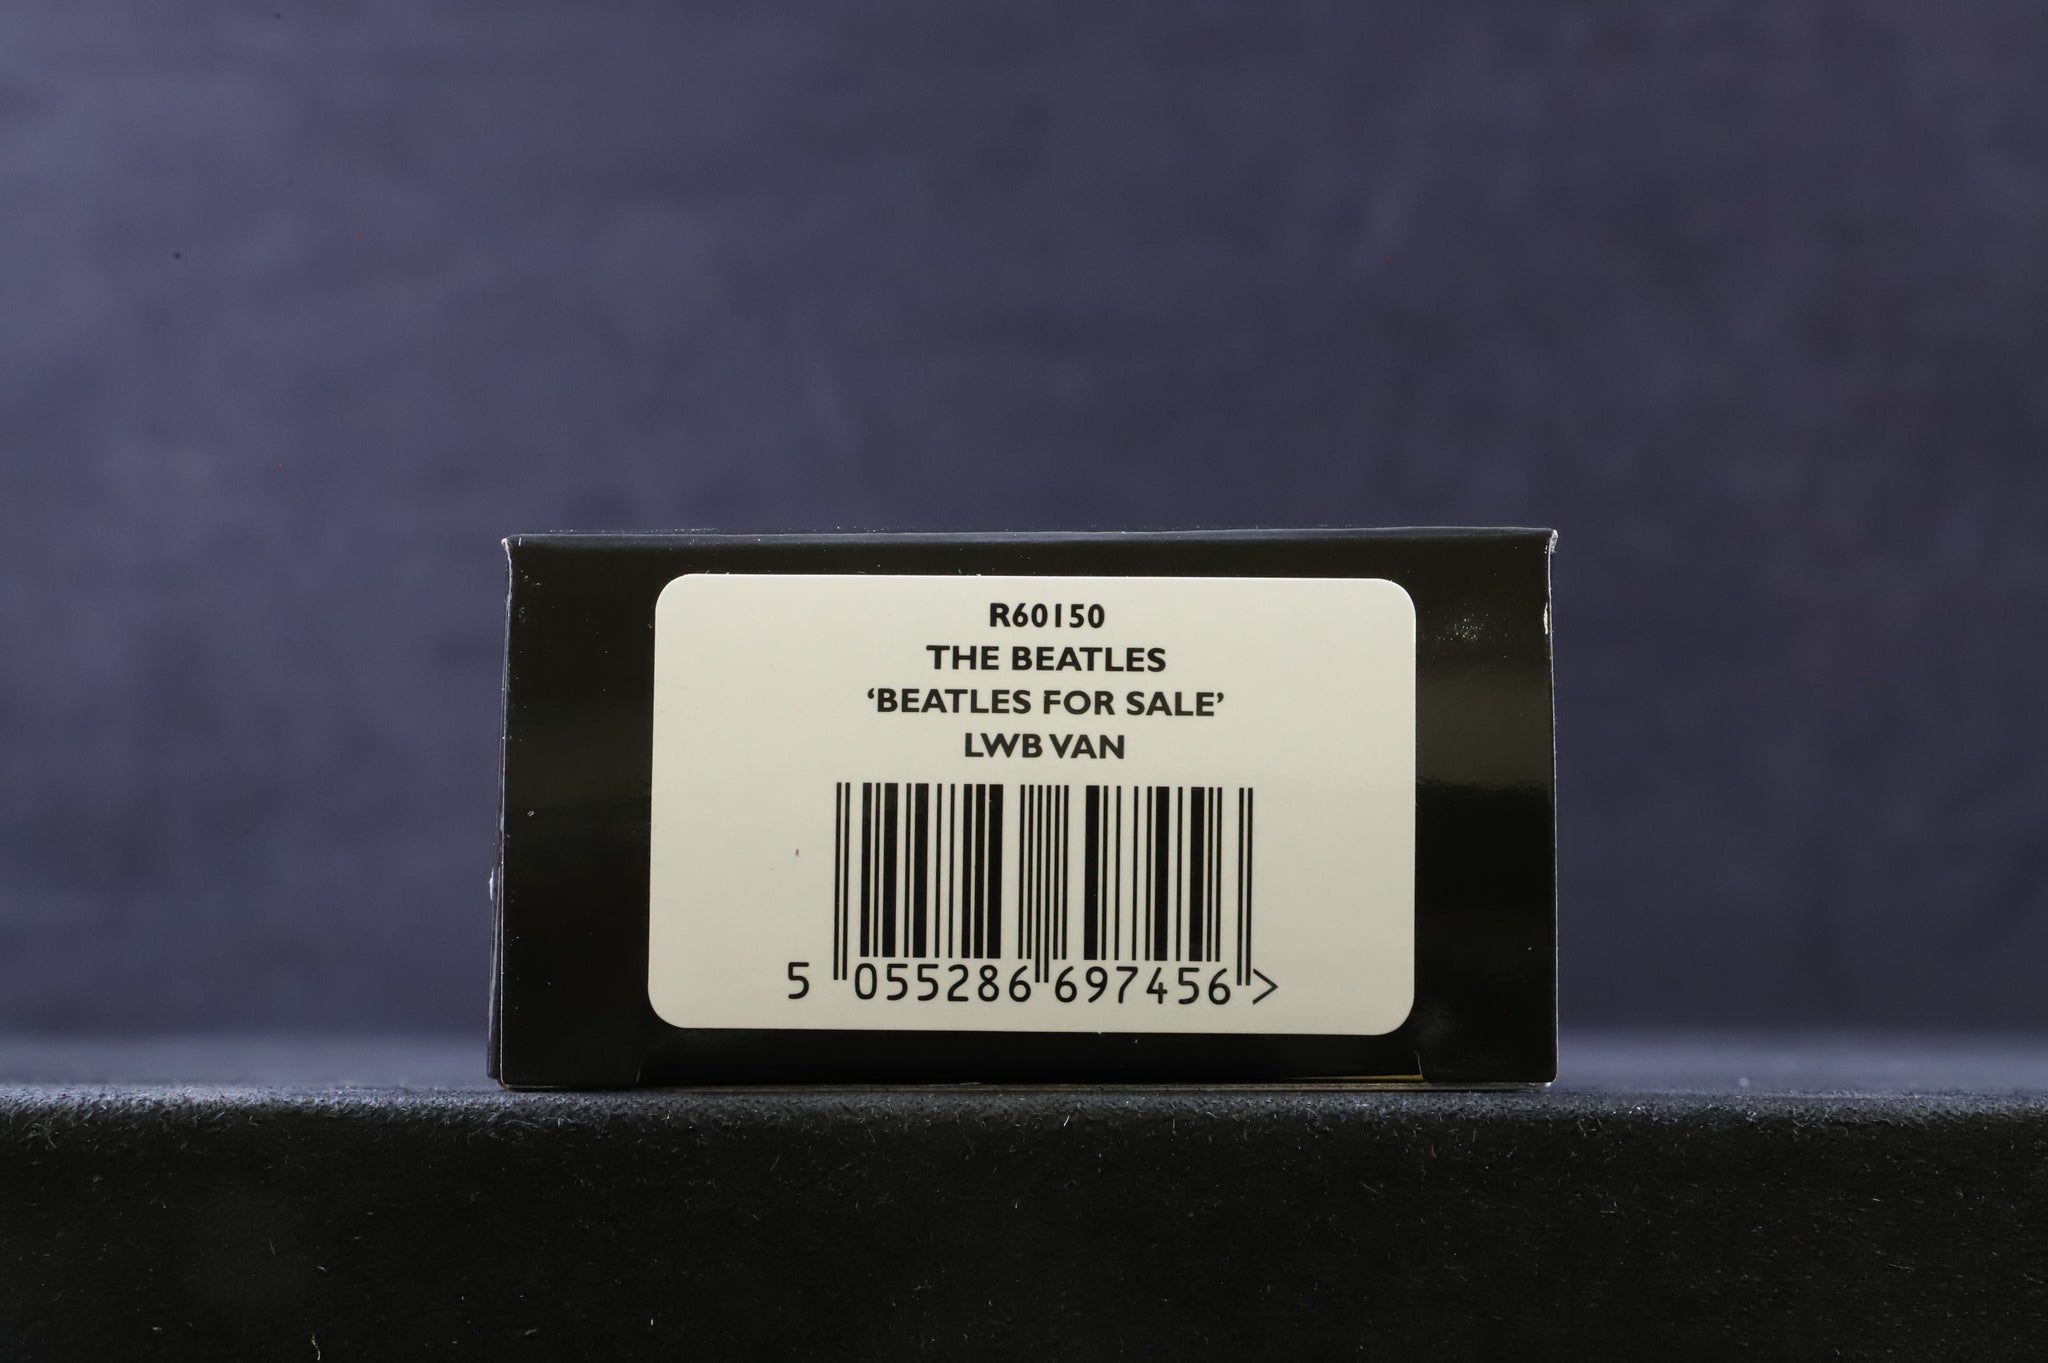 R60150
THE BEATLES
‘BEATLES FOR SALE’
LWB VAN
5 055286 697456 >